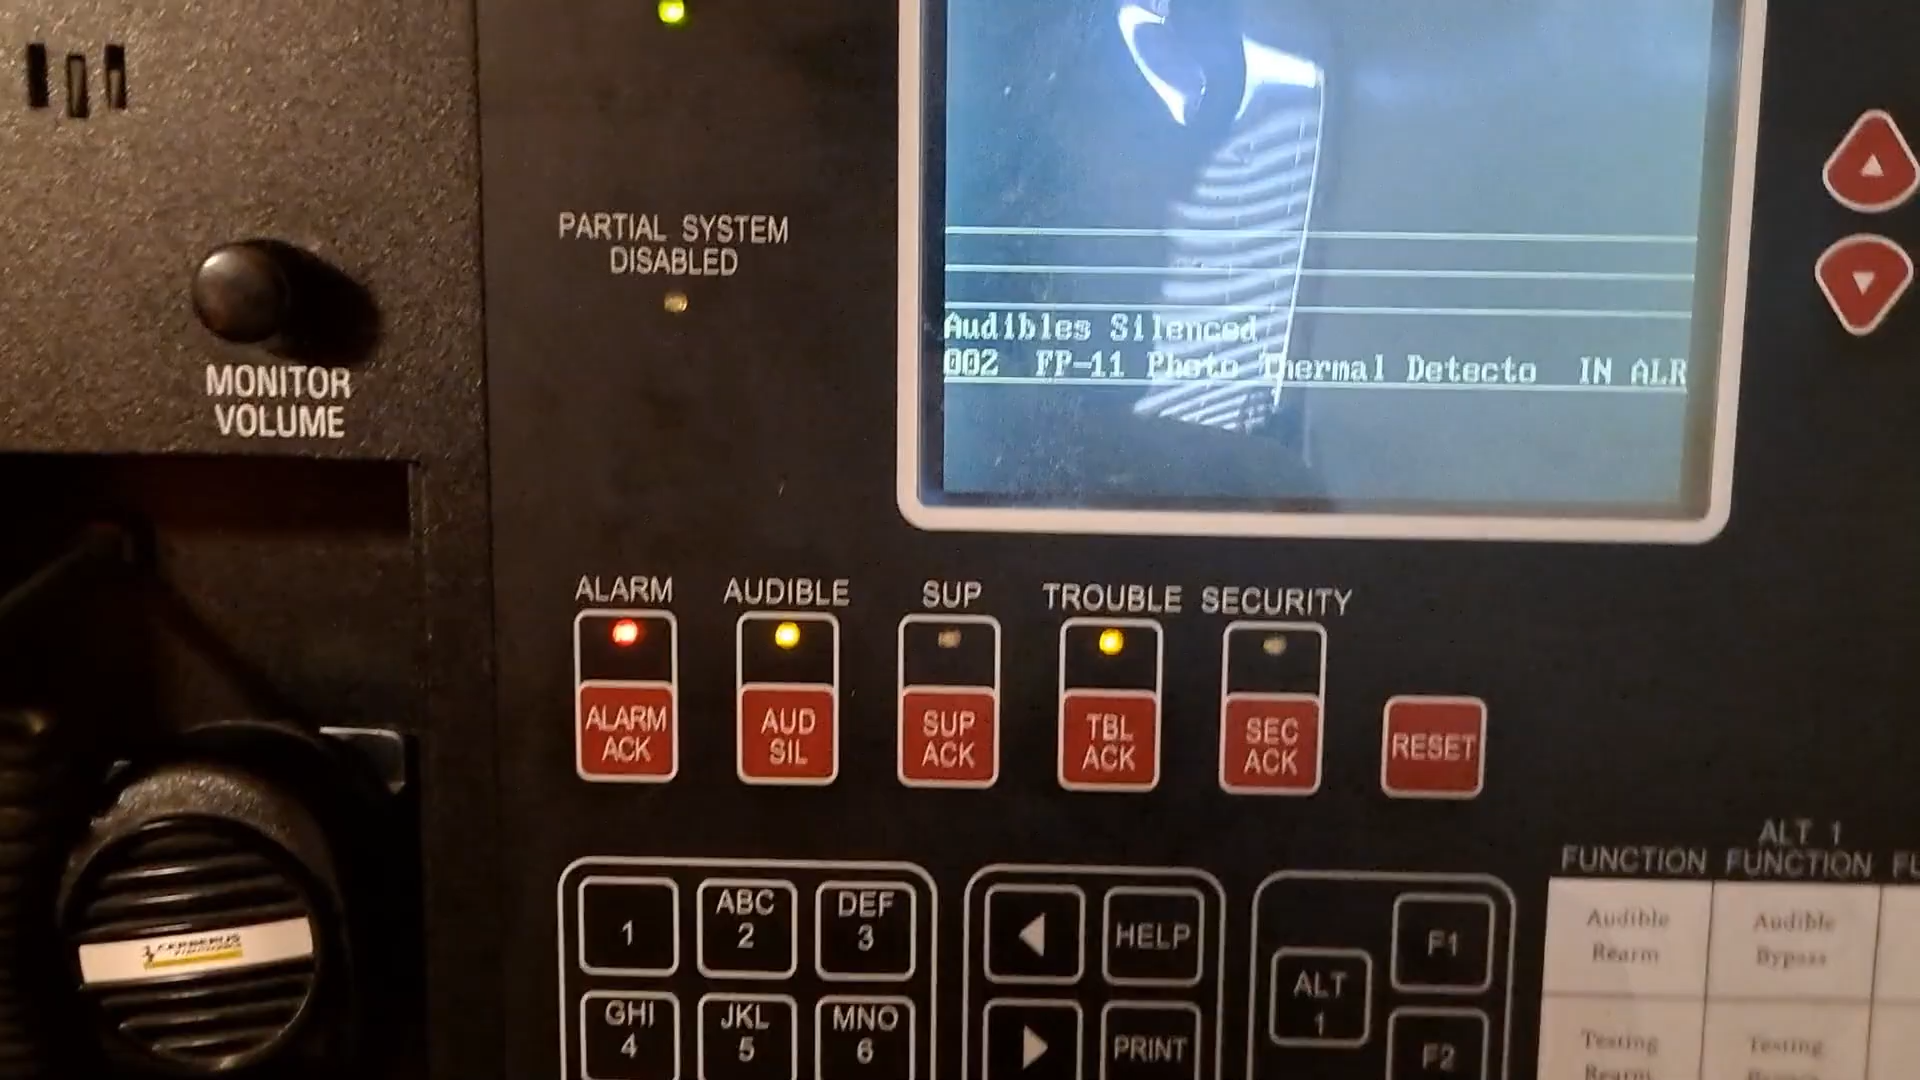 PARTIAL SYSTEM
DISABLED
MONITOR
VOLUME
Audibles Silenced
002 FP-11 Photo Thermal Detecto IN ALR
ALARM AUDIBLE SUP TROUBLE SECURITY
ALARM
ACK
AUD
SIL
SUP
ACK
TBL
ACK
SEC
ACK
RESET
1
ABC
2
DEF
3
GHI
4
JKL
5
MNO
6
HELP
PRINT
ALT
1
F1
F2
FUNCTION
ALT 1
FUNCTION
Audible
Rearm
Audible
Bypass
Testing
Rearm
Testing
CERBERUS